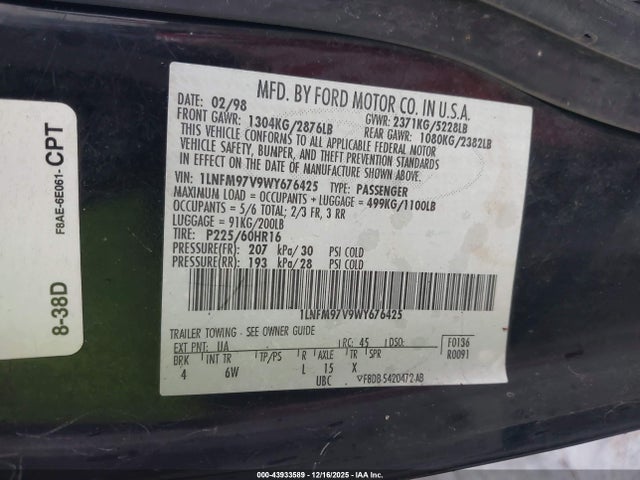 MFD. BY FORD MOTOR CO. IN U.S.A.
DATE: 02/98 GVWR: 2371KG/5228LB
FRONT GAWR: 1304KG/2876LB REAR GAWR: 1080KG/2382LB
THIS VEHICLE CONFORMS TO ALL APPLICABLE FEDERAL MOTOR
VEHICLE SAFETY, BUMPER, AND THEFT PREVENTION STANDARDS
IN EFFECT ON THE DATE OF MANUFACTURE SHOWN ABOVE.
VIN: 1LNFM97V9WY676425 TYPE: PASSENGER
MAXIMUM LOAD = OCCUPANTS + LUGGAGE = 499KG/1100LB
OCCUPANTS = 5/6 TOTAL: 2/3 FR, 3 RR
LUGGAGE = 91KG/200LB
TIRE: P225/60HR16
PRESSURE(FR): 207 kPa/ 30 PSI COLD
PRESSURE(RR): 193 kPa/ 28 PSI COLD
1LNFM97V9WY676425
TRAILER TOWING - SEE OWNER GUIDE
EXT PNT: UA RC: 45 DSO: F0136
BRK INT TR TP/PS R AXLE TR SPR R0091
4 6W L 15 X
UBC F8DB 5420472 AB
F8AE-6E061-CPT
8-38D
000-43933589 - 12/16/2025 - IAA Corp.